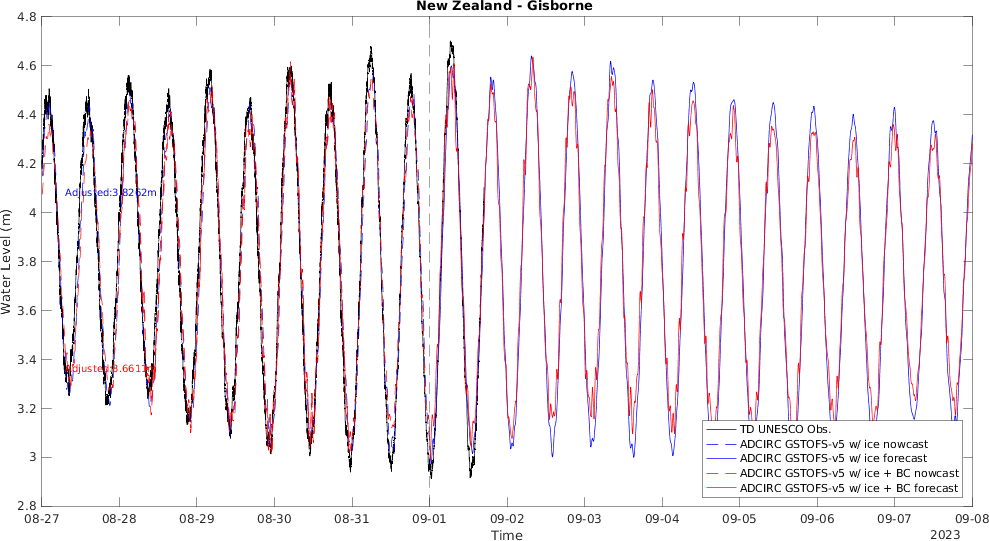 New Zealand - Gisborne
4.8
4.6
4.4
4.2
4
3.8
3.6
3.4
3.2
3
2.8
Water Level (m)
Adjusted:3.8262m
Adjusted:3.6611m
TD UNESCO Obs.
ADCIRC GSTOFS-v5 w/ ice nowcast
ADCIRC GSTOFS-v5 w/ ice forecast
ADCIRC GSTOFS-v5 w/ ice + BC nowcast
ADCIRC GSTOFS-v5 w/ ice + BC forecast
08-27 08-28 08-29 08-30 08-31 09-01 09-02 09-03 09-04 09-05 09-06 09-07 09-08
Time
2023